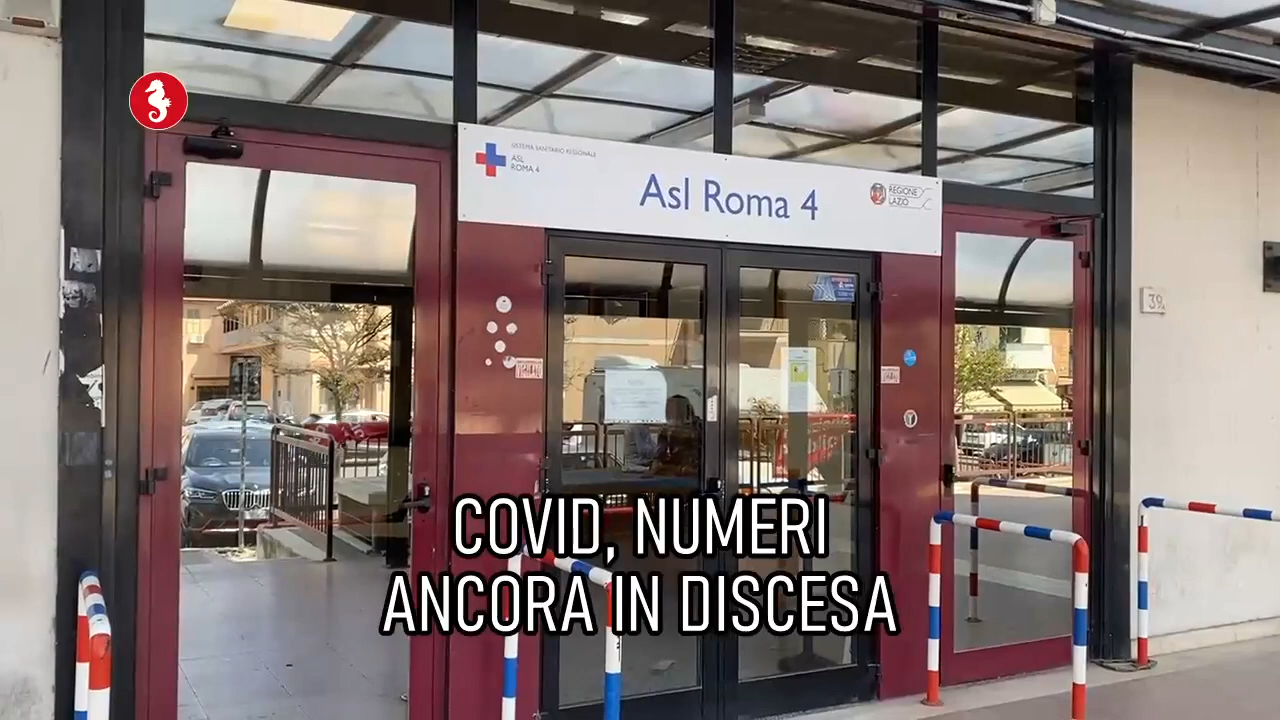 SISTEMA SANITARIO REGIONALE
ASL
ROMA 4
Asl Roma 4
REGIONE
LAZIO
39
COVID, NUMERI
ANCORA IN DISCESA